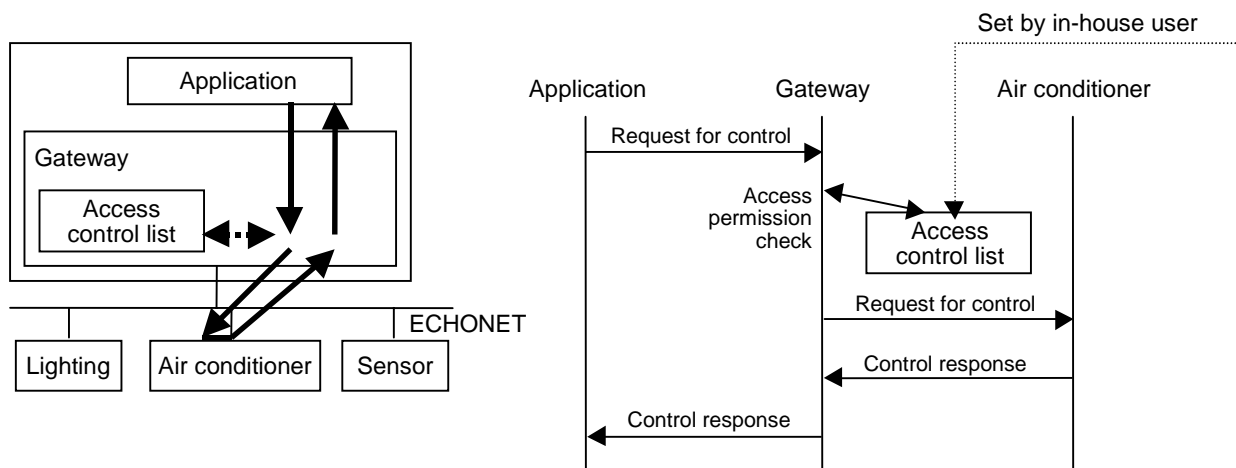 Application
Gateway
Access
control list
ECHONET
Lighting
Air conditioner
Sensor
Set by in-house user
Application
Gateway
Air conditioner
Request for control
Access
permission
check
Access
control list
Request for control
Control response
Control response